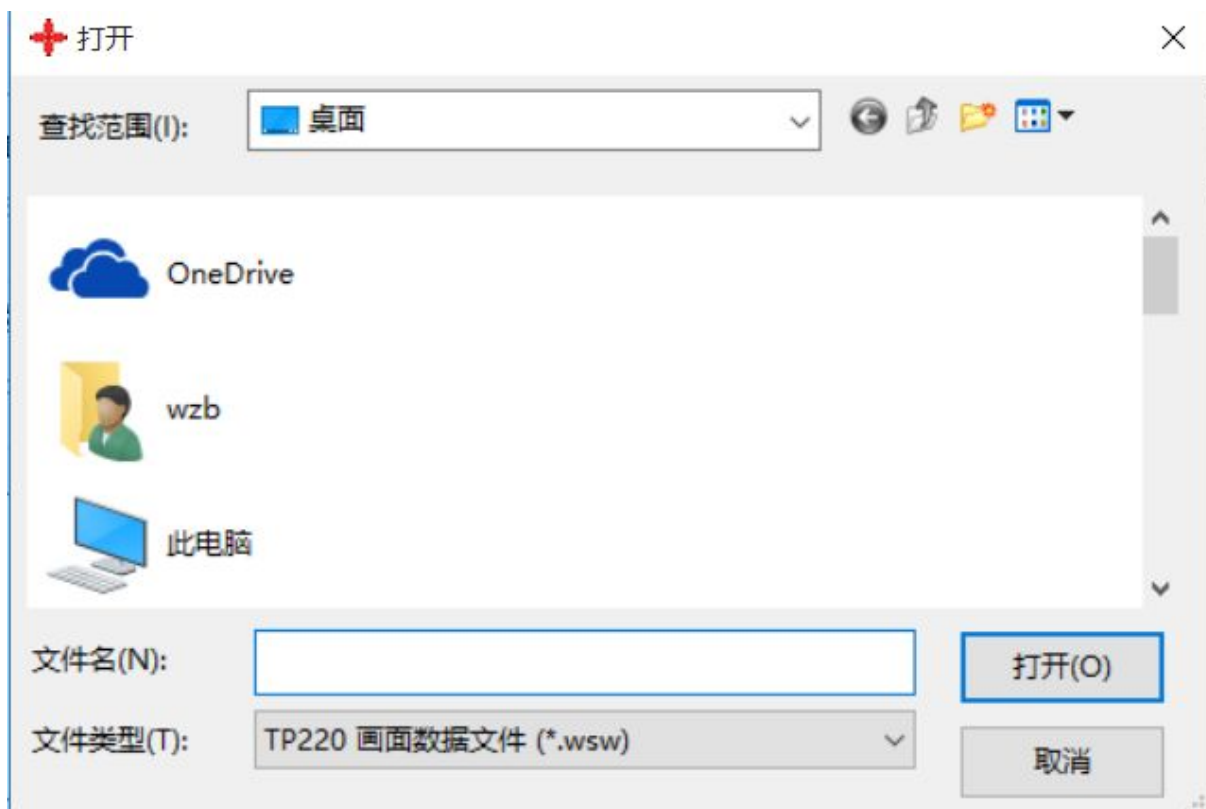 打开
查找范围(I):
桌面
OneDrive
wzb
此电脑
文件名(N):
打开(O)
文件类型(T):
TP220 画面数据文件 (*.wsw)
取消